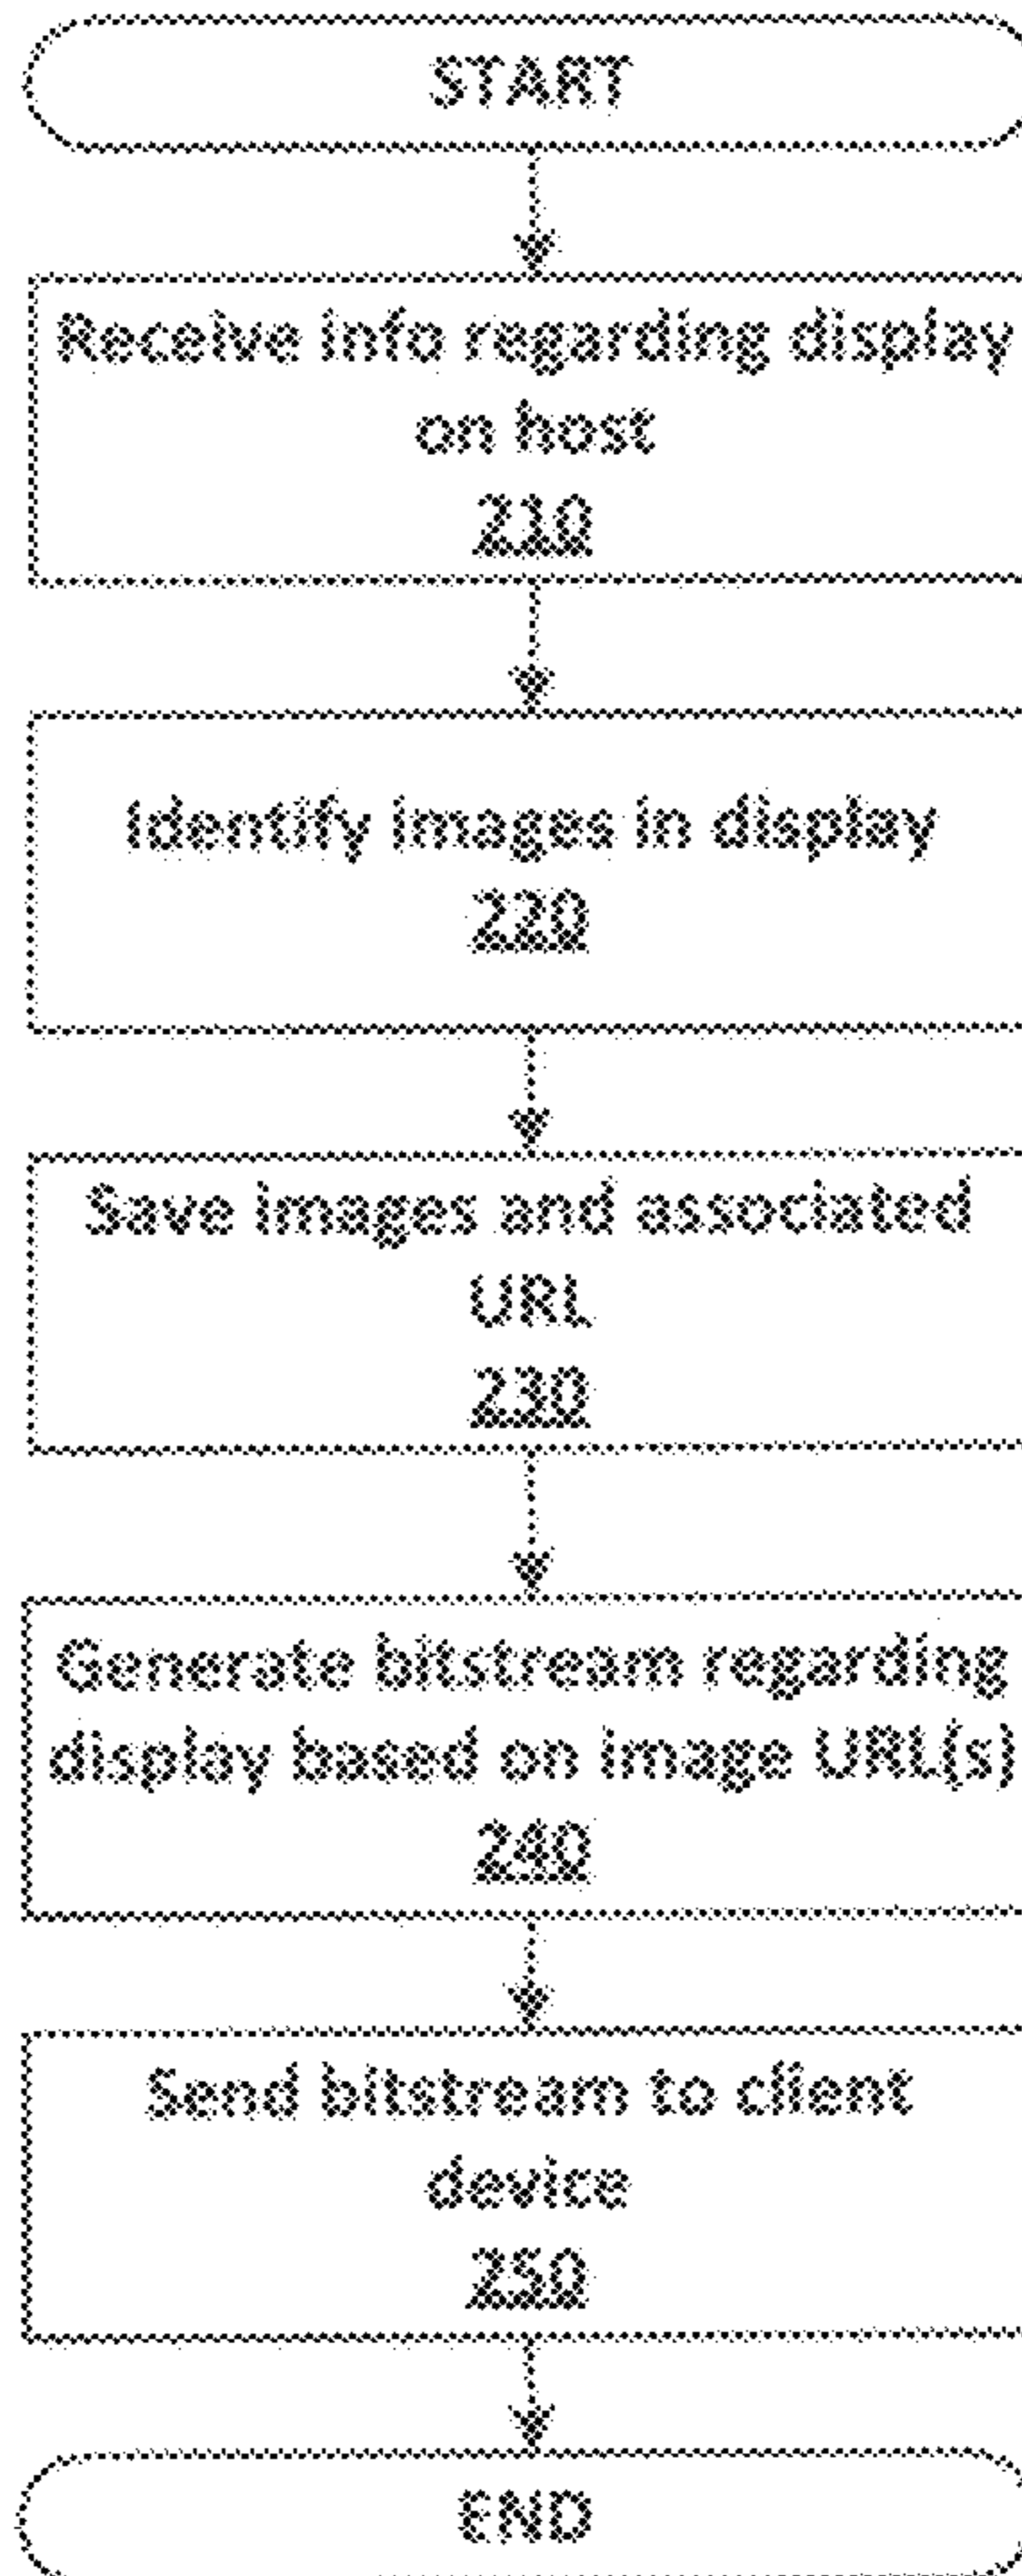 START
Receive info regarding display
on host
210
Identify images in display
220
Save images and associated
URL
230
Generate bitstream regarding
display based on image URL(s)
240
Send bitstream to client
device
250
END